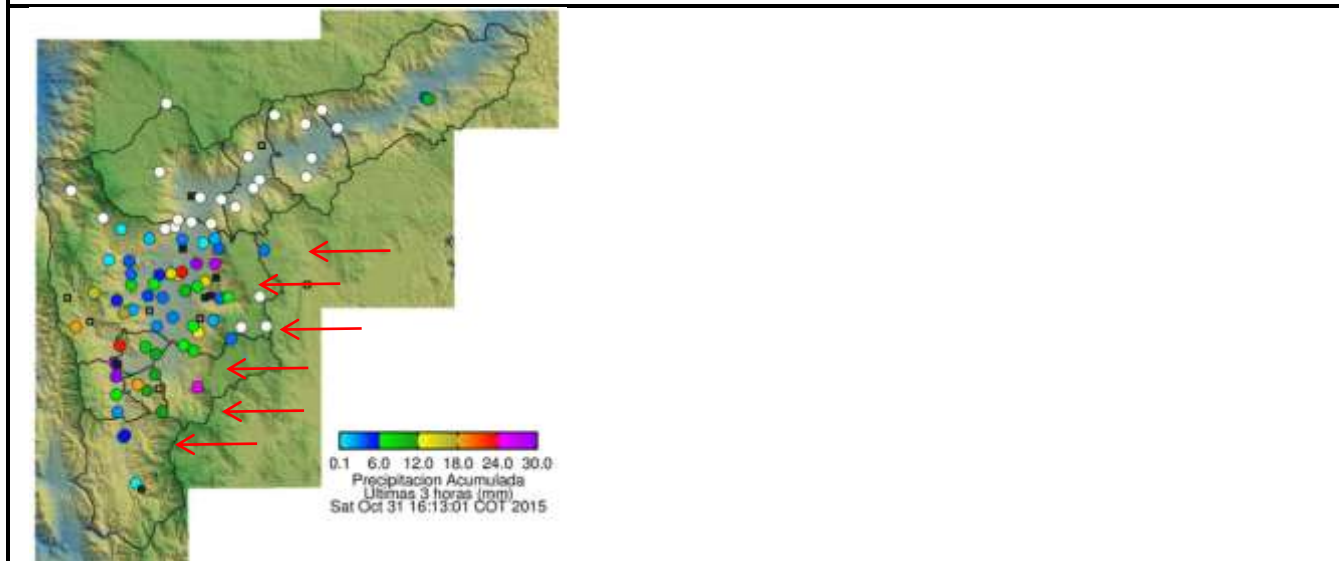 0.1 6.0 12.0 18.0 24.0 30.0
Precipitacion Acumulada
Ultimas 3 horas (mm)
Sat Oct 31 16:13:01 COT 2015